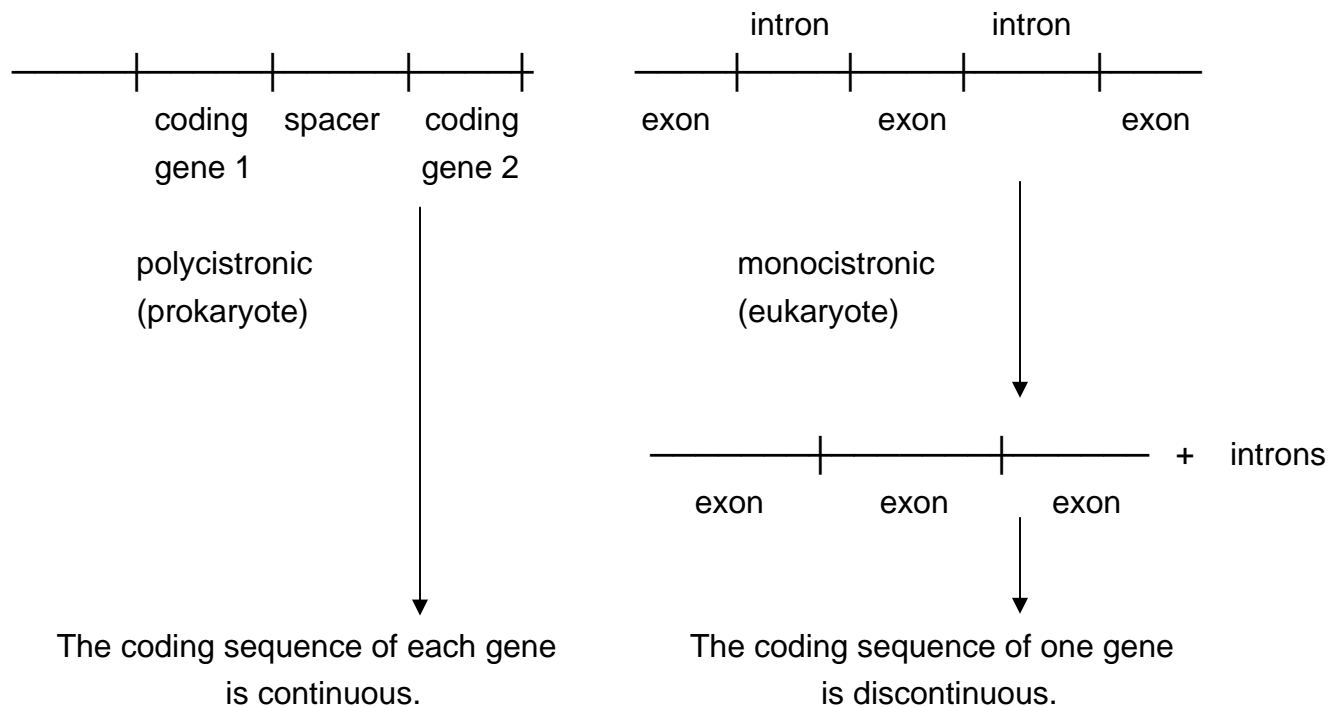 intron intron
coding spacer coding
gene 1 gene 2
exon exon exon
polycistronic
(prokaryote)
monocistronic
(eukaryote)
+ introns
exon exon exon
The coding sequence of each gene
is continuous.
The coding sequence of one gene
is discontinuous.